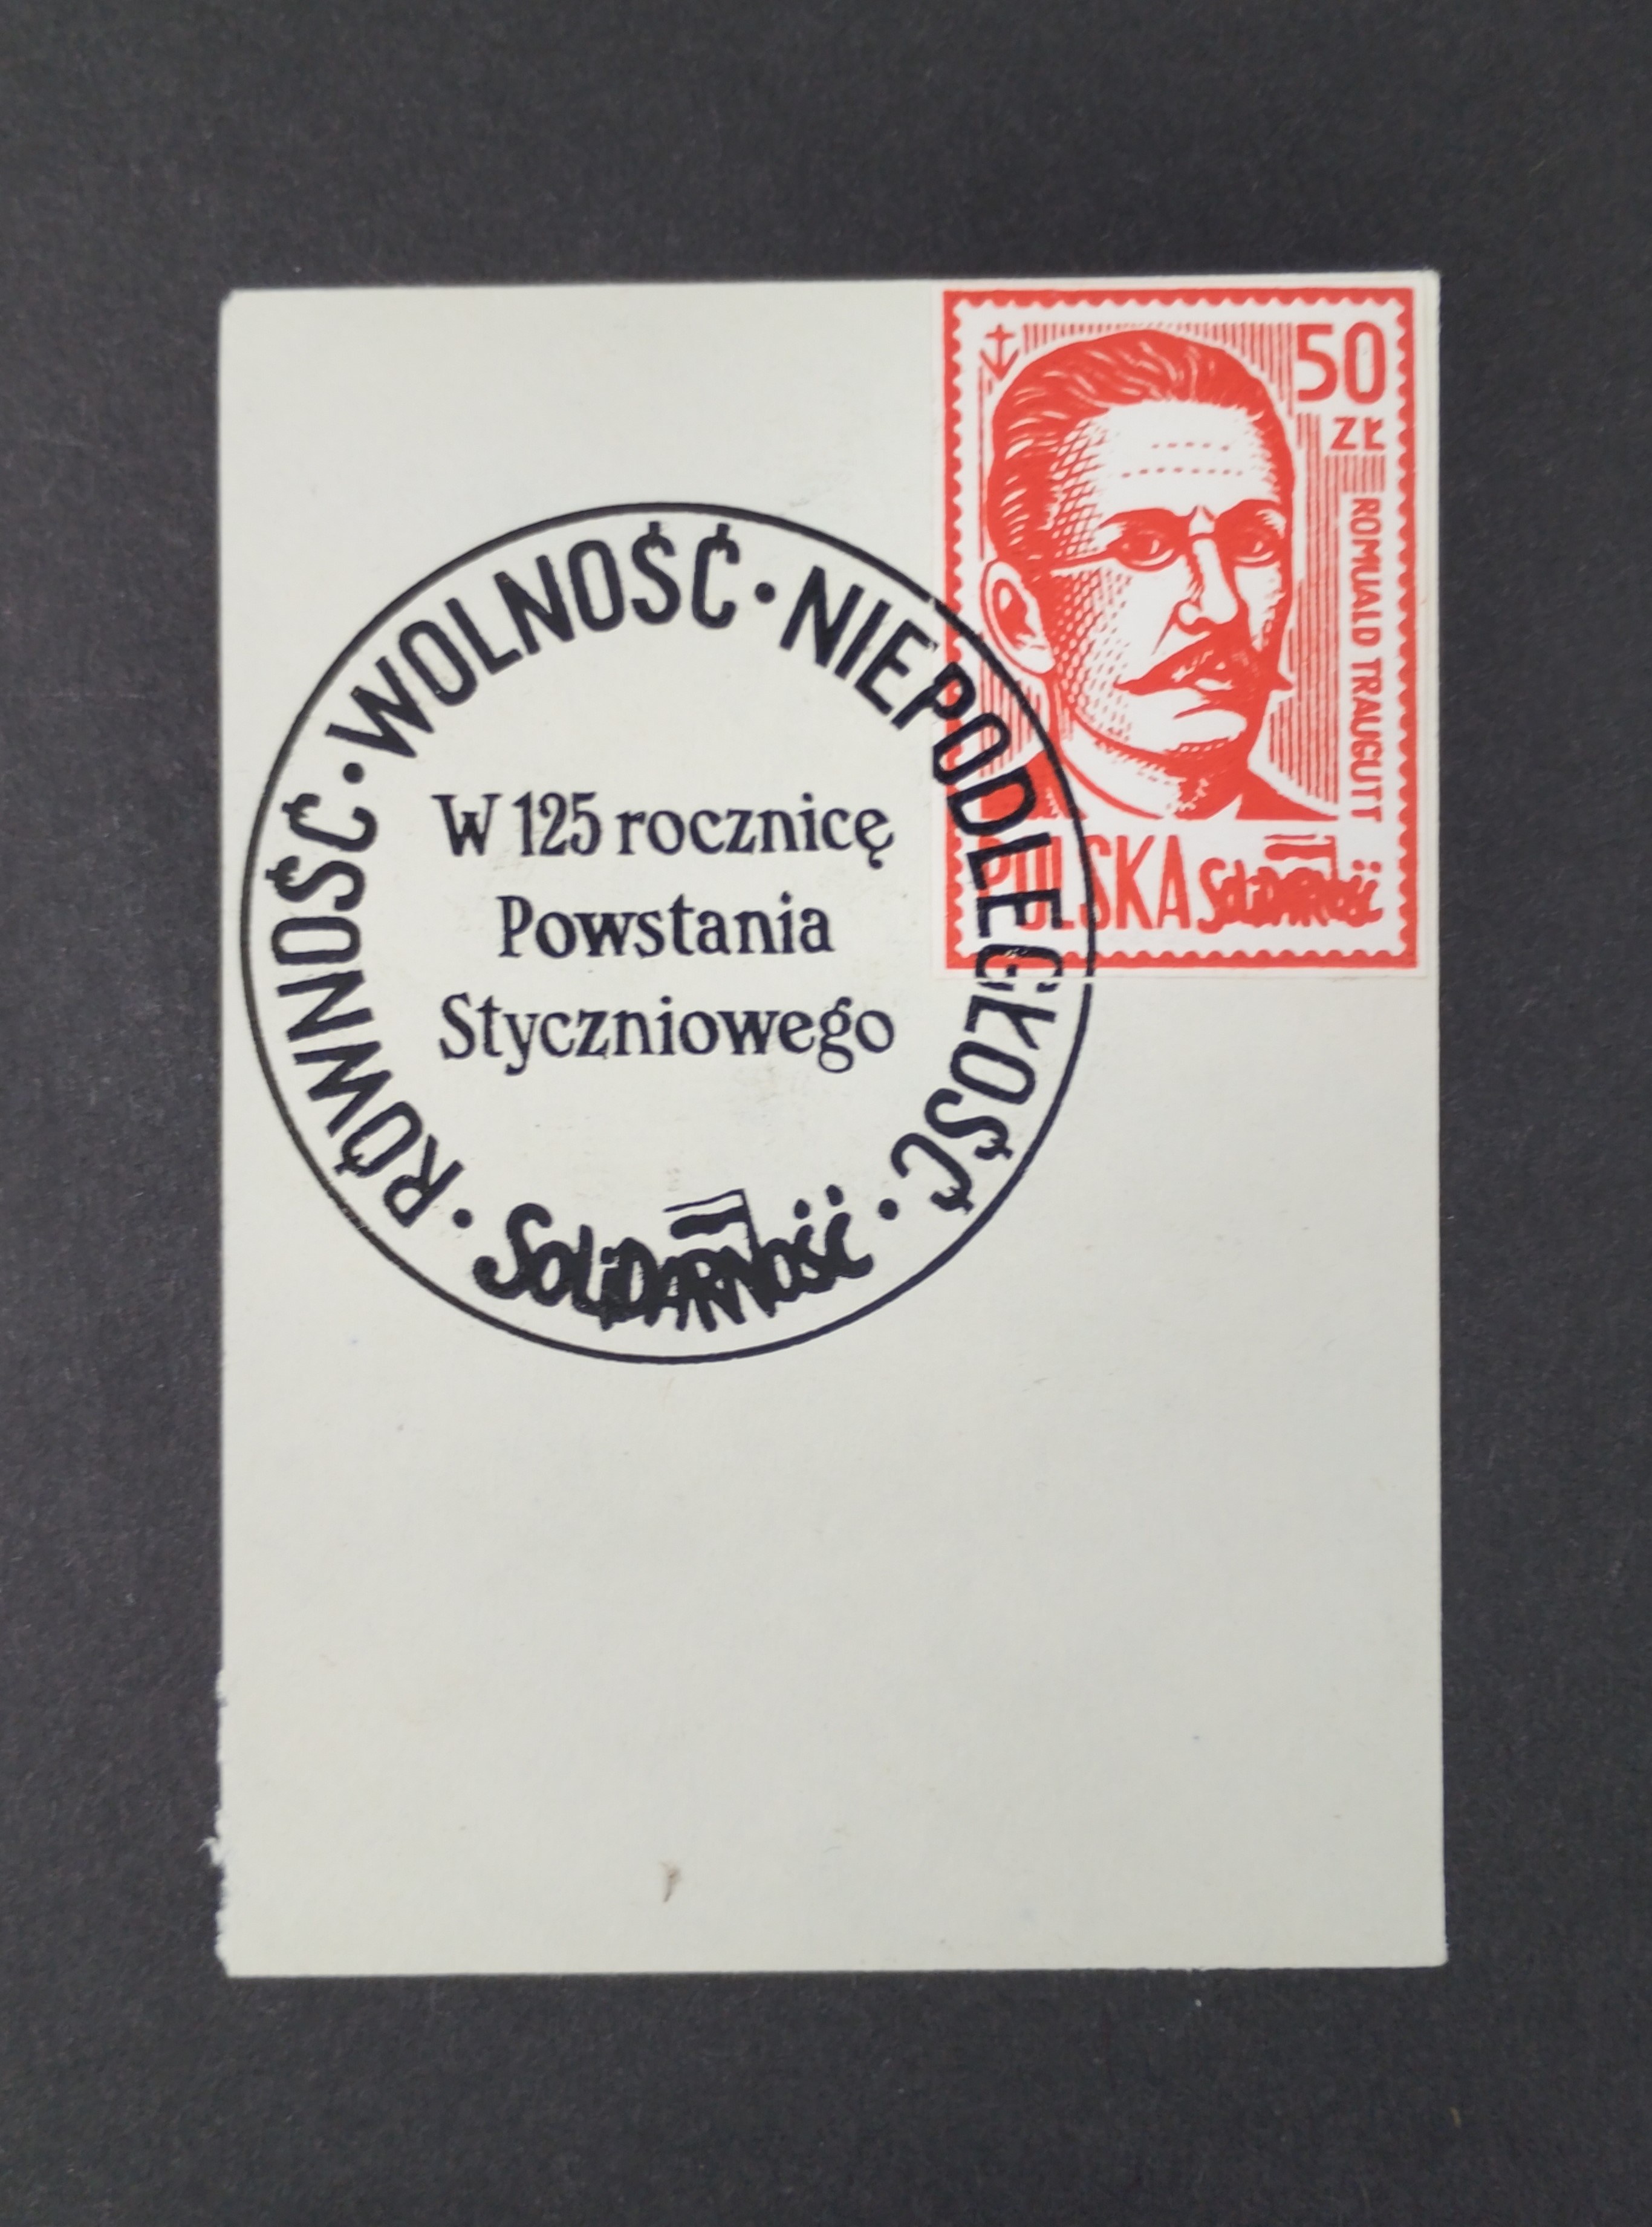 50
ZŁ
ROMUALD TRAUGUTT
POLSKA SOLiDARNOŚĆ
RÓWNOŚĆ · WOLNOŚĆ · NIEPODLEGŁOŚĆ ·
W 125 rocznicę
Powstania
Styczniowego
SOLiDARNOŚĆ